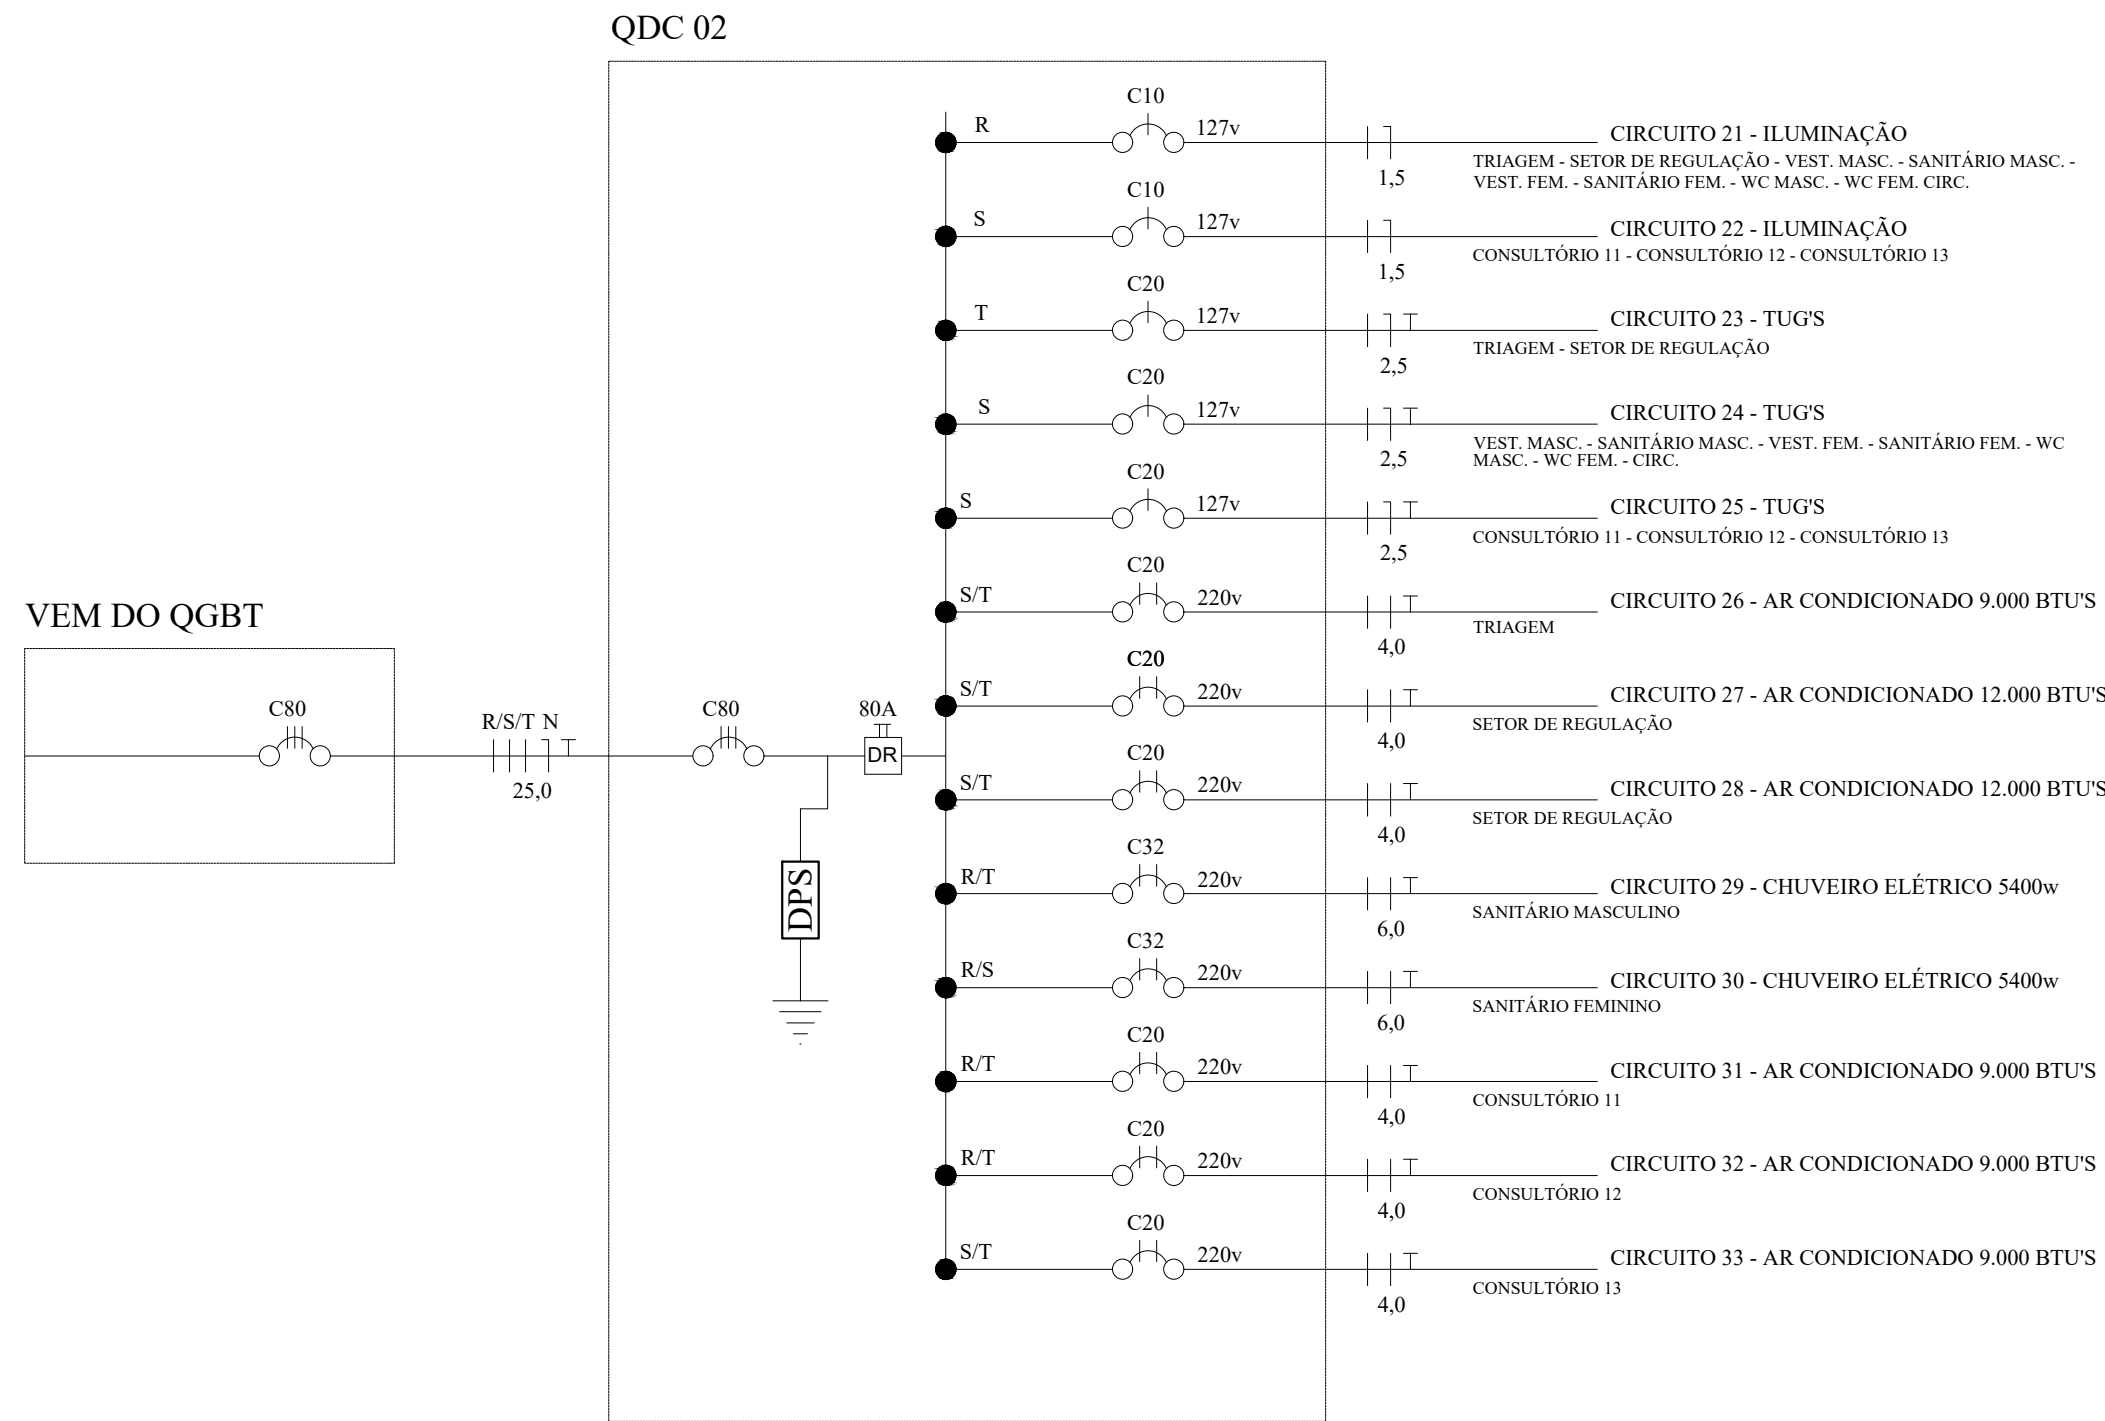 QDC 02
C10
R
127v
CIRCUITO 21 - ILUMINAÇÃO
1,5
TRIAGEM - SETOR DE REGULAÇÃO - VEST. MASC. - SANITÁRIO MASC. -
VEST. FEM. - SANITÁRIO FEM. - WC MASC. - WC FEM. CIRC.
C10
S
127v
CIRCUITO 22 - ILUMINAÇÃO
1,5
CONSULTÓRIO 11 - CONSULTÓRIO 12 - CONSULTÓRIO 13
C20
T
127v
CIRCUITO 23 - TUG'S
2,5
TRIAGEM - SETOR DE REGULAÇÃO
C20
S
127v
CIRCUITO 24 - TUG'S
2,5
VEST. MASC. - SANITÁRIO MASC. - VEST. FEM. - SANITÁRIO FEM. - WC
MASC. - WC FEM. - CIRC.
C20
S
127v
CIRCUITO 25 - TUG'S
2,5
CONSULTÓRIO 11 - CONSULTÓRIO 12 - CONSULTÓRIO 13
C20
S/T
220v
CIRCUITO 26 - AR CONDICIONADO 9.000 BTU'S
4,0
TRIAGEM
VEM DO QGBT
C80
R/S/T N
25,0
C80
80A
DR
DPS
C20
S/T
220v
CIRCUITO 27 - AR CONDICIONADO 12.000 BTU'S
4,0
SETOR DE REGULAÇÃO
C20
S/T
220v
CIRCUITO 28 - AR CONDICIONADO 12.000 BTU'S
4,0
SETOR DE REGULAÇÃO
C32
R/T
220v
CIRCUITO 29 - CHUVEIRO ELÉTRICO 5400w
6,0
SANITÁRIO MASCULINO
C32
R/S
220v
CIRCUITO 30 - CHUVEIRO ELÉTRICO 5400w
6,0
SANITÁRIO FEMININO
C20
R/T
220v
CIRCUITO 31 - AR CONDICIONADO 9.000 BTU'S
4,0
CONSULTÓRIO 11
C20
R/T
220v
CIRCUITO 32 - AR CONDICIONADO 9.000 BTU'S
4,0
CONSULTÓRIO 12
C20
S/T
220v
CIRCUITO 33 - AR CONDICIONADO 9.000 BTU'S
4,0
CONSULTÓRIO 13